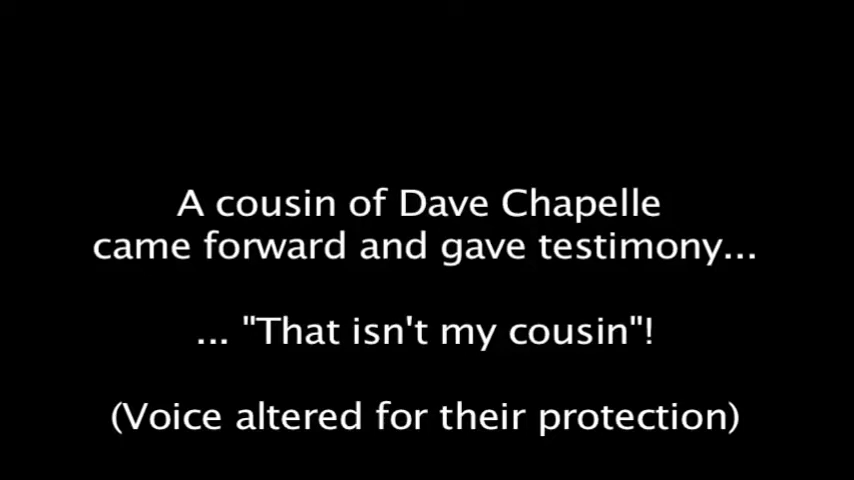 A cousin of Dave Chapelle
came forward and gave testimony...
... "That isn't my cousin"!
(Voice altered for their protection)